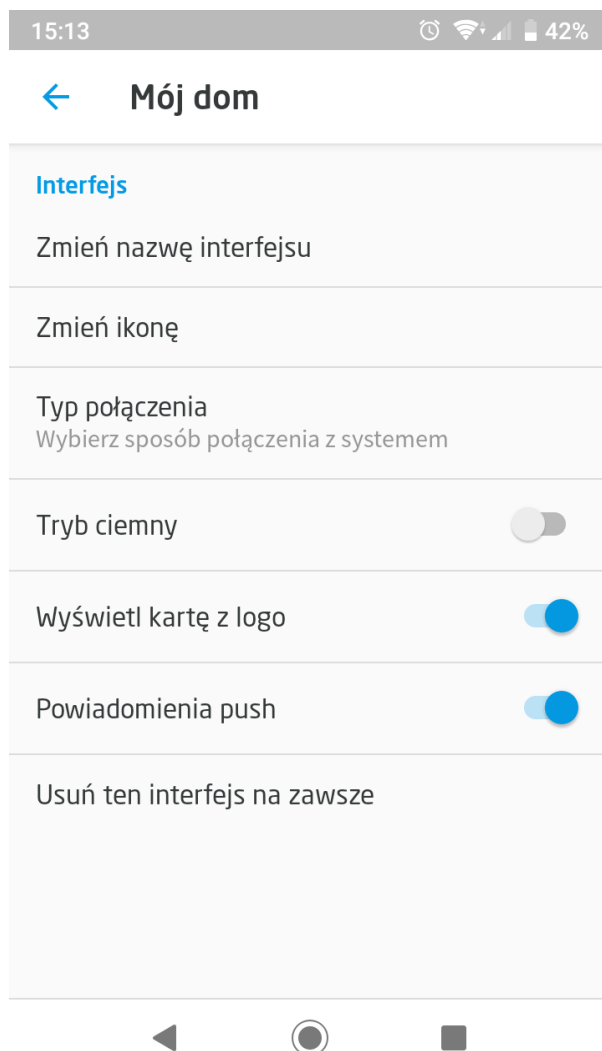 15:13
42%
Mój dom
Interfejs
Zmień nazwę interfejsu
Zmień ikonę
Typ połączenia
Wybierz sposób połączenia z systemem
Tryb ciemny
Wyświetl kartę z logo
Powiadomienia push
Usuń ten interfejs na zawsze